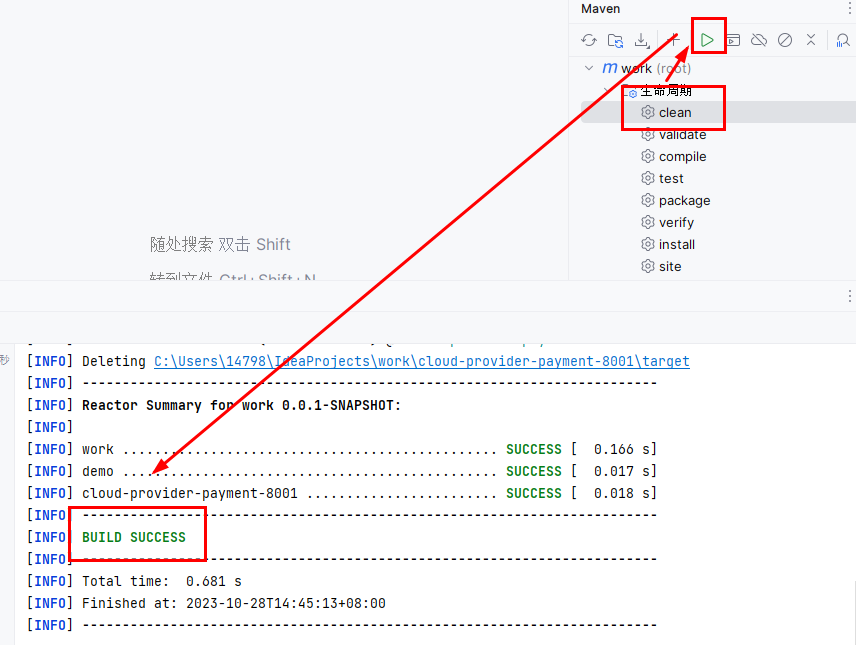 Maven
work (root)
生命周期
clean
validate
compile
test
package
verify
install
site
随处搜索 双击 Shift
转到文件 Ctrl+Shift+N
秒
[INFO] Deleting C:\Users\14798\IdeaProjects\work\cloud-provider-payment-8001\target
[INFO] ------------------------------------------------------------------------
[INFO] Reactor Summary for work 0.0.1-SNAPSHOT:
[INFO]
[INFO] work ............................................... SUCCESS [  0.166 s]
[INFO] demo ............................................... SUCCESS [  0.017 s]
[INFO] cloud-provider-payment-8001 ........................ SUCCESS [  0.018 s]
[INFO] ------------------------------------------------------------------------
[INFO] BUILD SUCCESS
[INFO] ------------------------------------------------------------------------
[INFO] Total time:  0.681 s
[INFO] Finished at: 2023-10-28T14:45:13+08:00
[INFO] ------------------------------------------------------------------------